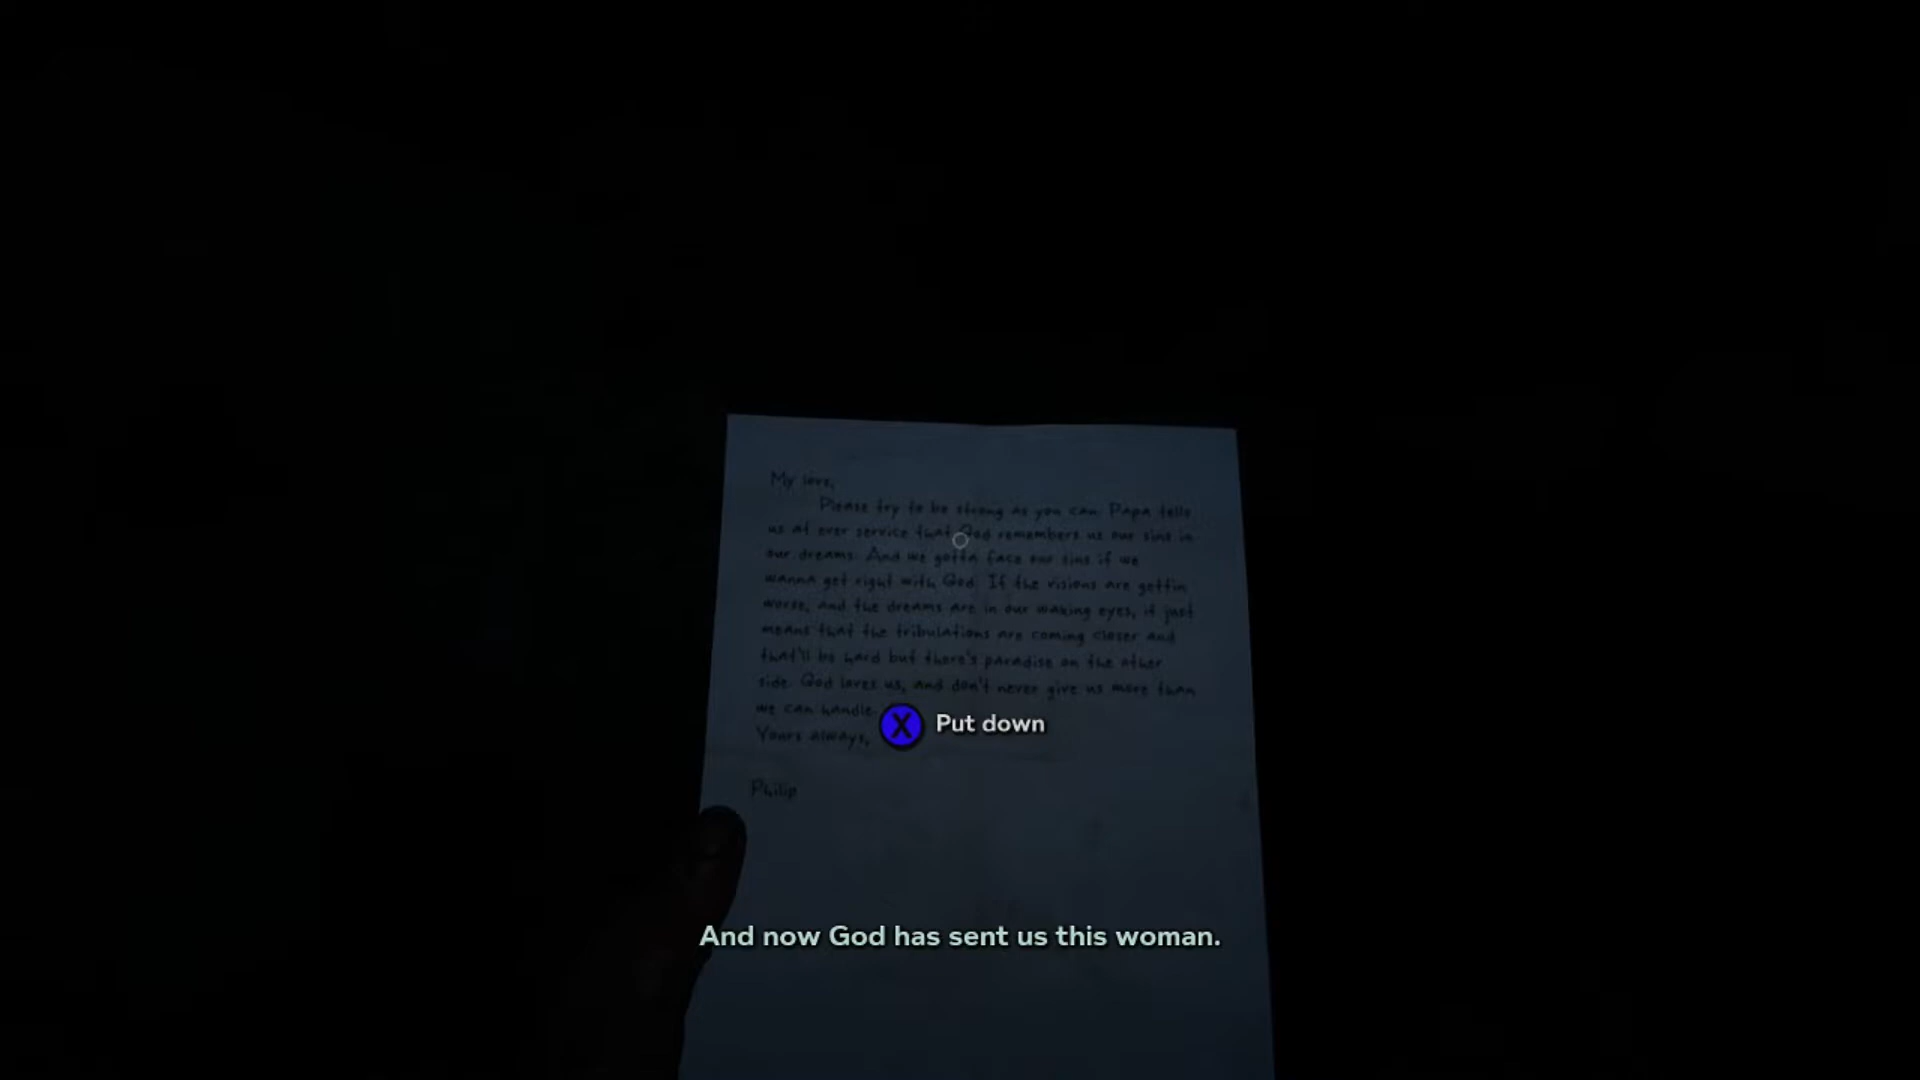 My love,
Please try to be strong as you can. Papa tells
us at ever service that God remembers us our sins in
our dreams. And we gotta face our sins if we
wanna get right with God. If the visions are gettin
worse, and the dreams are in our waking eyes, it just
means that the tribulations are coming closer and
that'll be hard but there's paradise on the other
side. God loves us, and don't never give us more than
we can handle.
Yours always,
Philip
X Put down
And now God has sent us this woman.